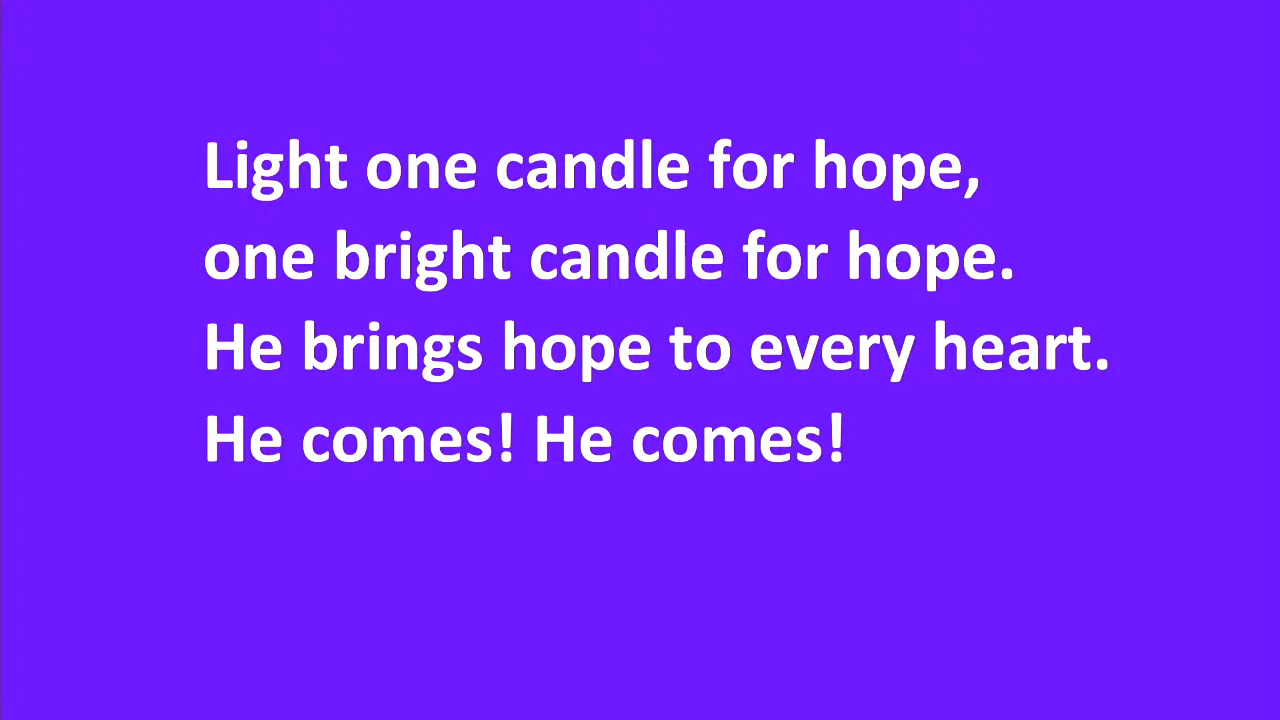 Light one candle for hope,
one bright candle for hope.
He brings hope to every heart.
He comes! He comes!